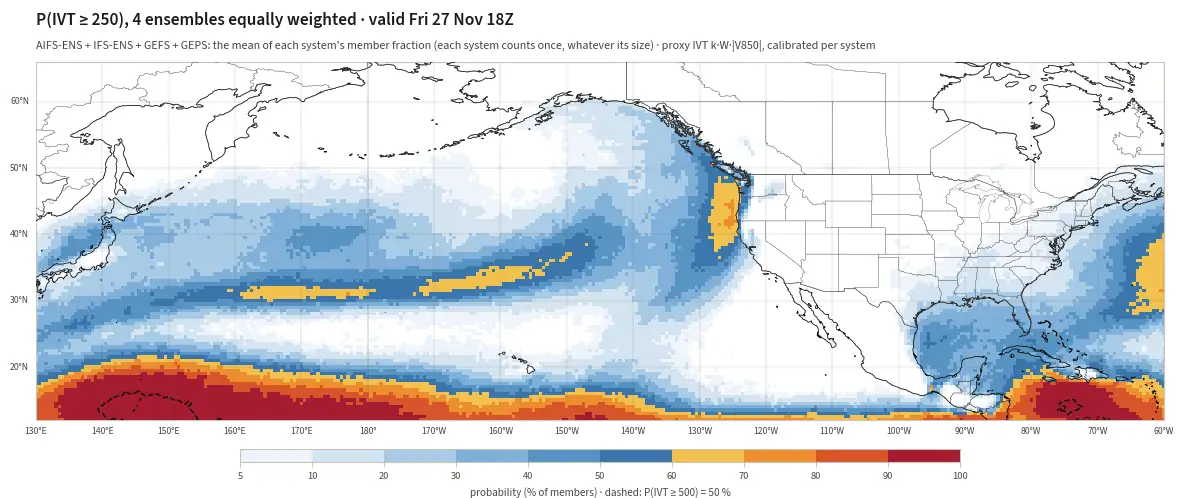 P(IVT ≥ 250), 4 ensembles equally weighted · valid Fri 27 Nov 18Z
AIFS-ENS + IFS-ENS + GEFS + GEPS: the mean of each system's member fraction (each system counts once, whatever its size) · proxy IVT k·W·|V850|, calibrated per system
60°N
50°N
40°N
30°N
20°N
130°E 140°E 150°E 160°E 170°E 180° 170°W 160°W 150°W 140°W 130°W 120°W 110°W 100°W 90°W 80°W 70°W 60°W
5 10 20 30 40 50 60 70 80 90 100
probability (% of members) · dashed: P(IVT ≥ 500) = 50 %